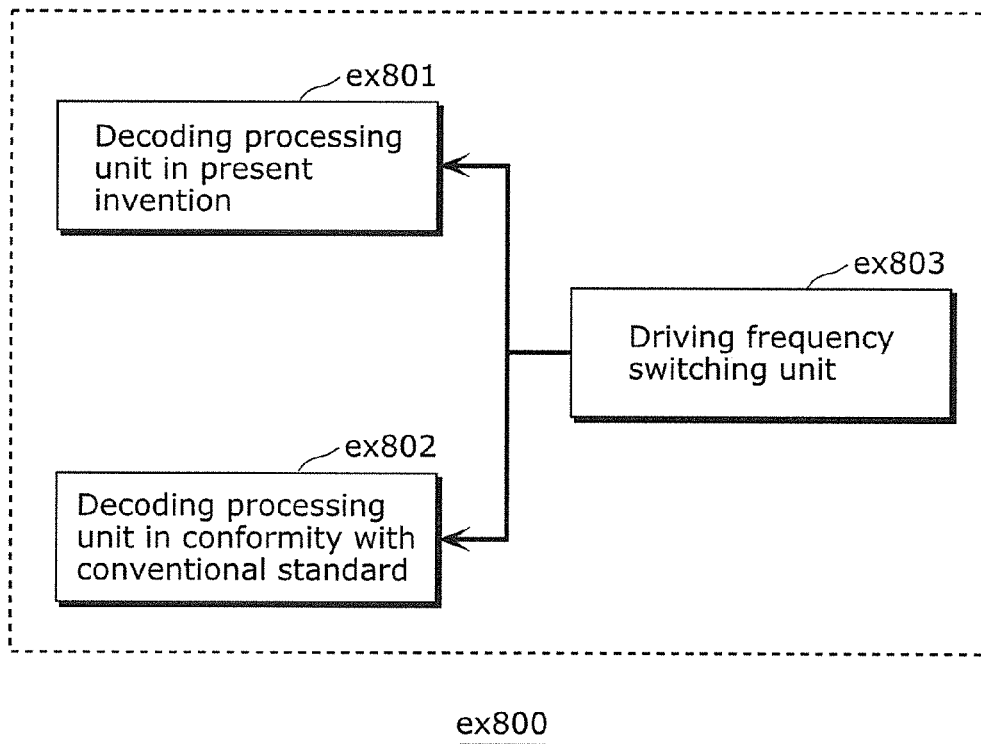 ex801
Decoding processing
unit in present
invention
ex803
Driving frequency
switching unit
ex802
Decoding processing
unit in conformity with
conventional standard
ex800